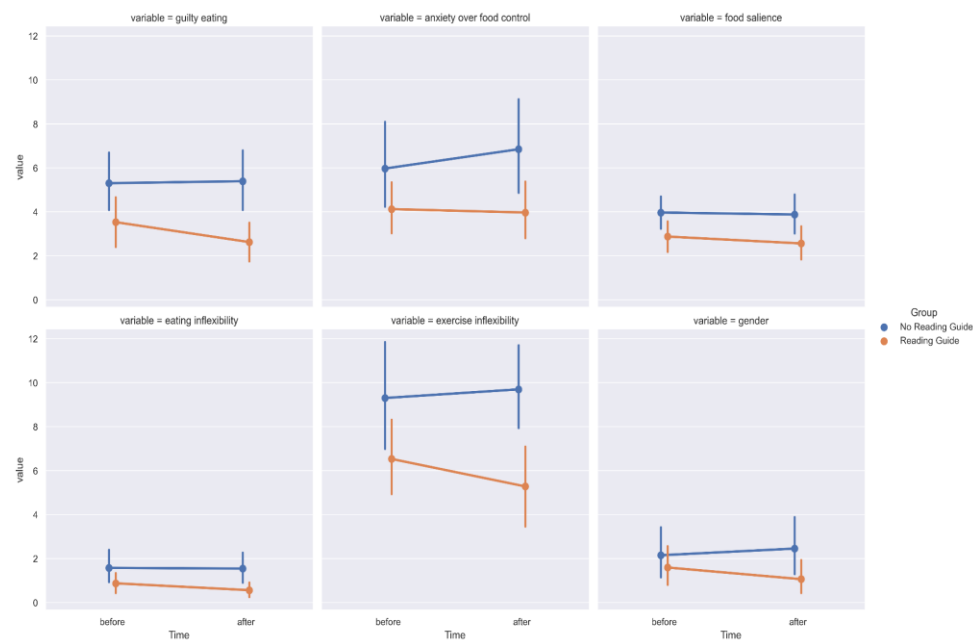 variable = guilty eating
variable = anxiety over food control
variable = food salience
12
10
8
6
4
2
0
value
variable = eating inflexibility
variable = exercise inflexibility
variable = gender
12
10
8
6
4
2
0
value
before
after
Time
before
after
Time
before
after
Time
Group
No Reading Guide
Reading Guide